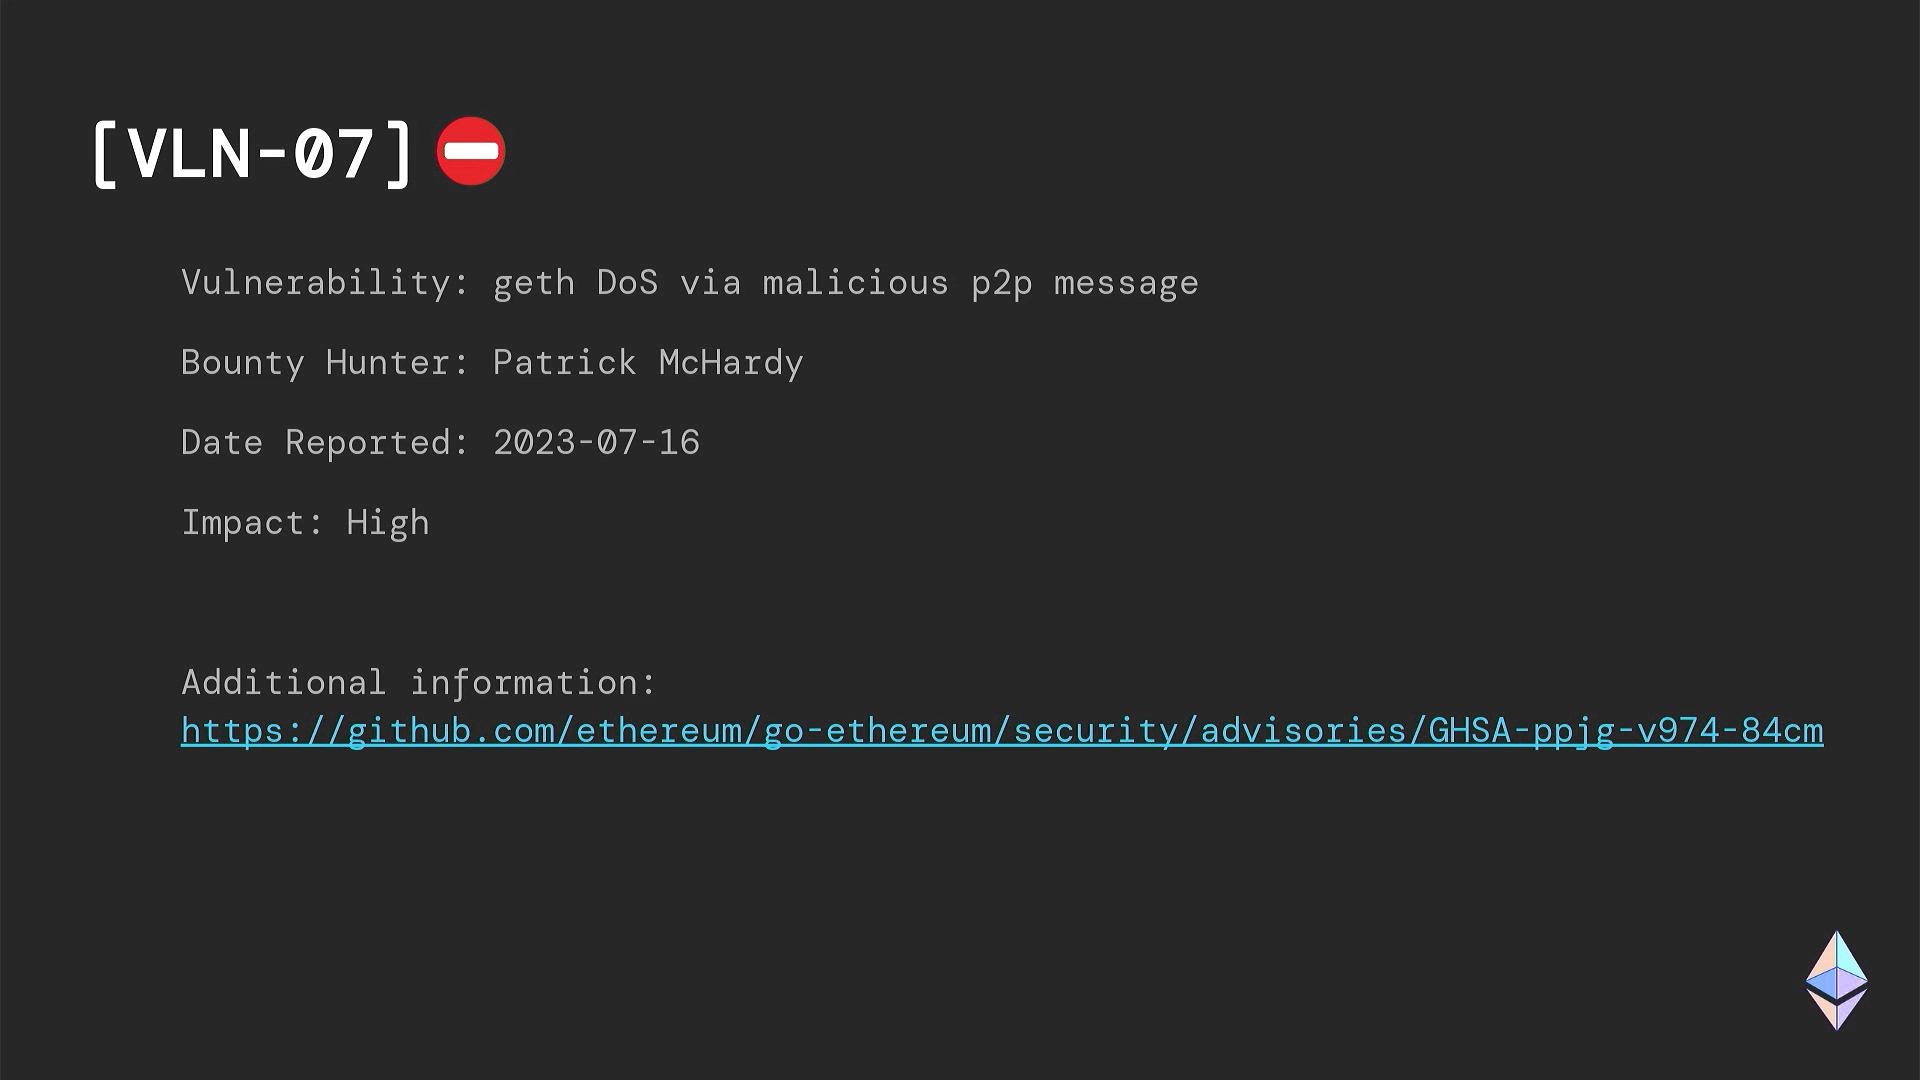 [VLN-07] ⛔
Vulnerability: geth DoS via malicious p2p message
Bounty Hunter: Patrick McHardy
Date Reported: 2023-07-16
Impact: High
Additional information:
https://github.com/ethereum/go-ethereum/security/advisories/GHSA-ppjg-v974-84cm